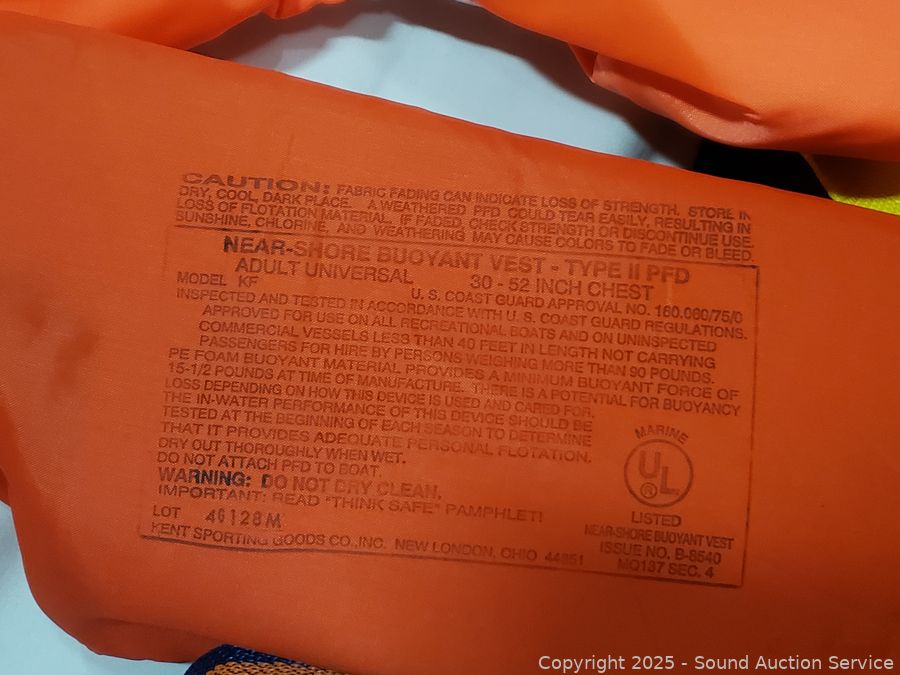 CAUTION: FABRIC FADING CAN INDICATE LOSS OF STRENGTH. STORE IN
DRY, COOL, DARK PLACE. A WEATHERED PFD COULD TEAR EASILY, RESULTING IN
LOSS OF FLOTATION MATERIAL. IF FADED, CHECK STRENGTH OR DISCONTINUE USE.
SUNSHINE, CHLORINE, AND WEATHERING MAY CAUSE COLORS TO FADE OR BLEED.
NEAR-SHORE BUOYANT VEST - TYPE II PFD
ADULT UNIVERSAL 30 - 52 INCH CHEST
MODEL KF U. S. COAST GUARD APPROVAL NO. 160.060/75/0
INSPECTED AND TESTED IN ACCORDANCE WITH U. S. COAST GUARD REGULATIONS.
APPROVED FOR USE ON ALL RECREATIONAL BOATS AND ON UNINSPECTED
COMMERCIAL VESSELS LESS THAN 40 FEET IN LENGTH NOT CARRYING
PASSENGERS FOR HIRE BY PERSONS WEIGHING MORE THAN 90 POUNDS.
PE FOAM BUOYANT MATERIAL PROVIDES A MINIMUM BUOYANT FORCE OF
15-1/2 POUNDS AT TIME OF MANUFACTURE. THERE IS A POTENTIAL FOR BUOYANCY
LOSS DEPENDING ON HOW THIS DEVICE IS USED AND CARED FOR.
THE IN-WATER PERFORMANCE OF THIS DEVICE SHOULD BE
TESTED AT THE BEGINNING OF EACH SEASON TO DETERMINE
THAT IT PROVIDES ADEQUATE PERSONAL FLOTATION.
DRY OUT THOROUGHLY WHEN WET.
DO NOT ATTACH PFD TO BOAT.
WARNING: DO NOT DRY CLEAN.
IMPORTANT: READ "THINK SAFE" PAMPHLET!
LOT 46128M
KENT SPORTING GOODS CO., INC. NEW LONDON, OHIO 44851
MARINE
UL
®
LISTED
NEAR-SHORE BUOYANT VEST
ISSUE NO. B-8540
MQ137 SEC. 4
Copyright © 2025 - Sound Auction Service